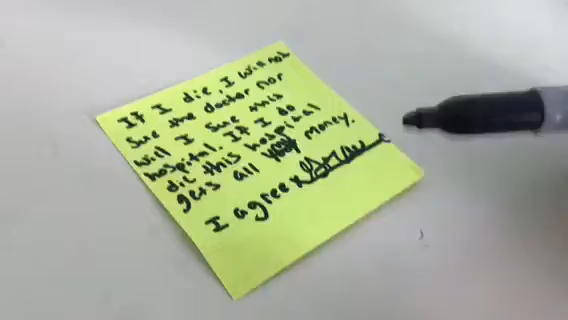 If I die, I will not
sue the doctor nor
will I sue this
hospital. If I do
die this hospital
gets all money.
I agree x